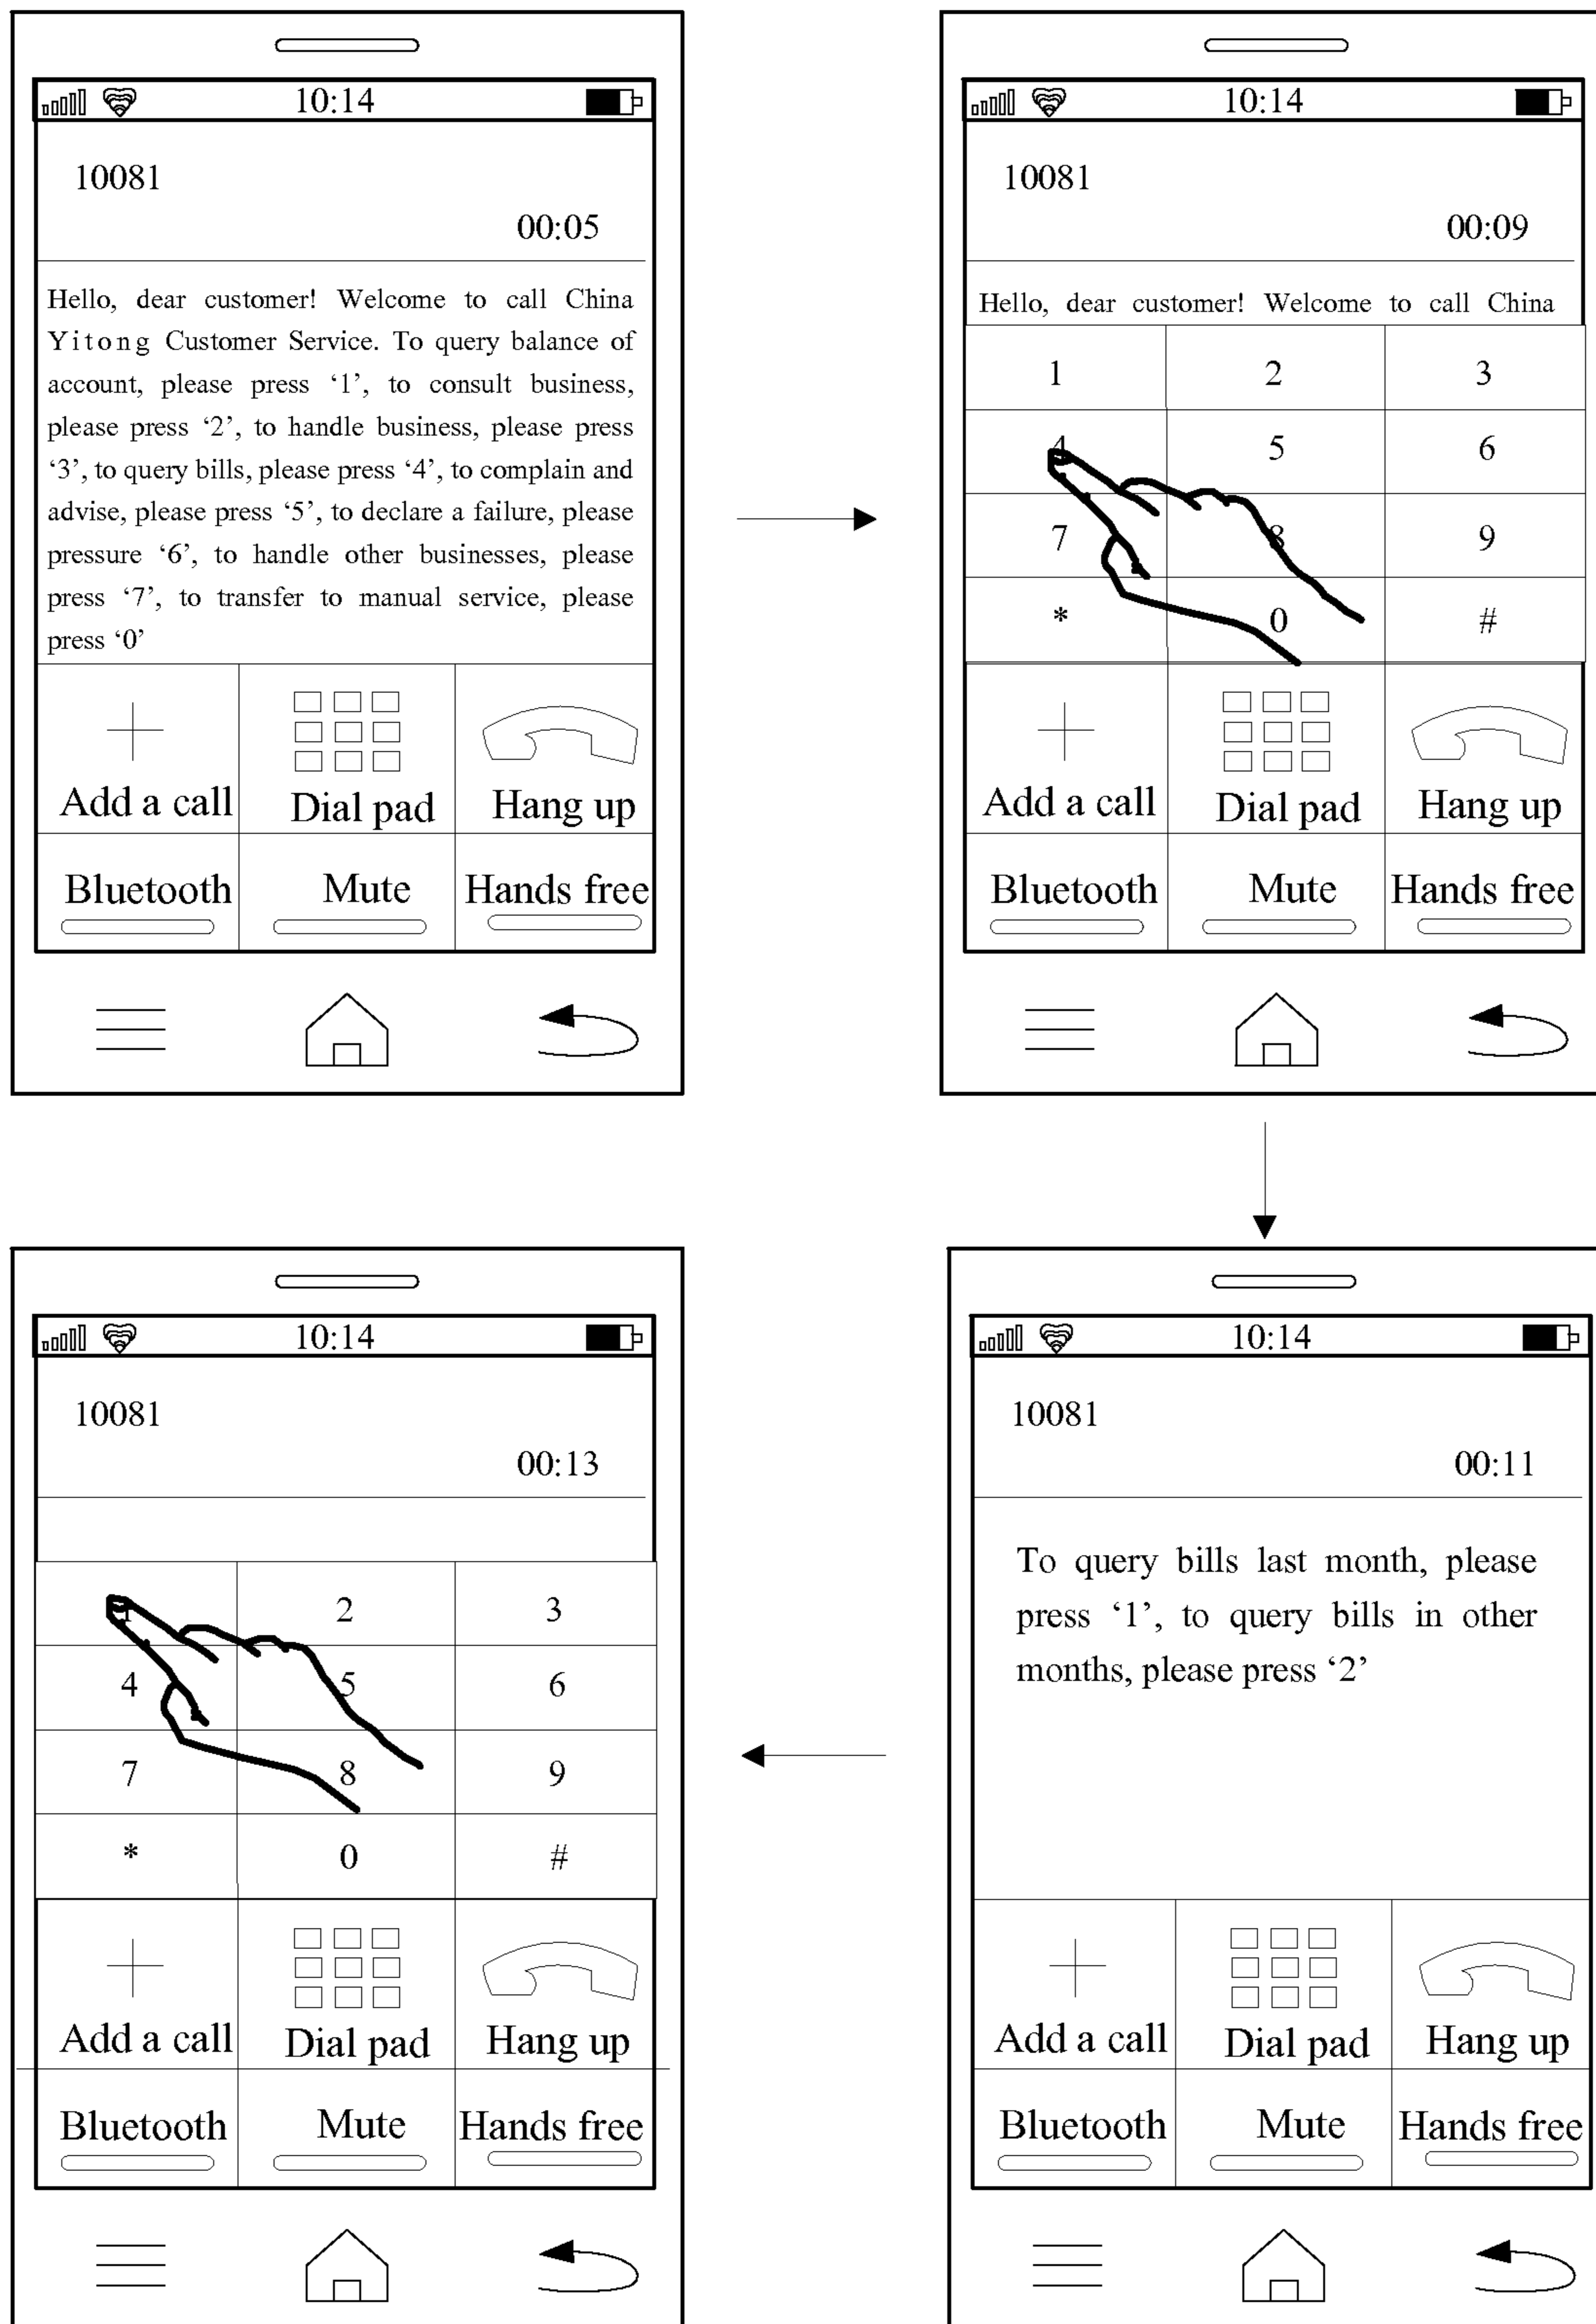 10:14
10081
00:05
Hello, dear customer! Welcome to call China
Yitong Customer Service. To query balance of
account, please press ‘1’, to consult business,
please press ‘2’, to handle business, please press
‘3’, to query bills, please press ‘4’, to complain and
advise, please press ‘5’, to declare a failure, please
pressure ‘6’, to handle other businesses, please
press ‘7’, to transfer to manual service, please
press ‘0’
Add a call Dial pad Hang up
Bluetooth Mute Hands free
10:14
10081
00:09
Hello, dear customer! Welcome to call China
1 2 3
4 5 6
7 8 9
* 0 #
Add a call Dial pad Hang up
Bluetooth Mute Hands free
10:14
10081
00:11
To query bills last month, please
press ‘1’, to query bills in other
months, please press ‘2’
Add a call Dial pad Hang up
Bluetooth Mute Hands free
10:14
10081
00:13
1 2 3
4 5 6
7 8 9
* 0 #
Add a call Dial pad Hang up
Bluetooth Mute Hands free